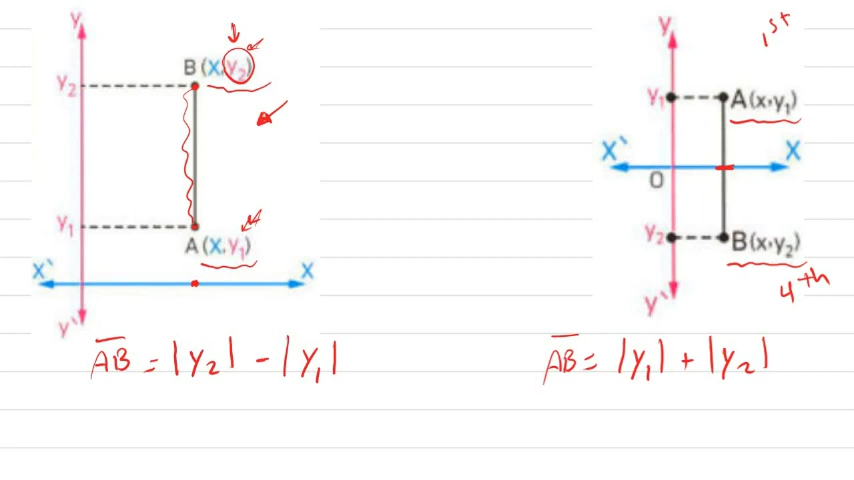 y
B(x, y₂)
y₂
y₁
A(x, y₁)
x`
x
y`
AB = |y₂| - |y₁|
1st
y
y₁
A(x,y₁)
x`
x
O
y₂
B(x,y₂)
4th
y`
AB = |y₁| + |y₂|